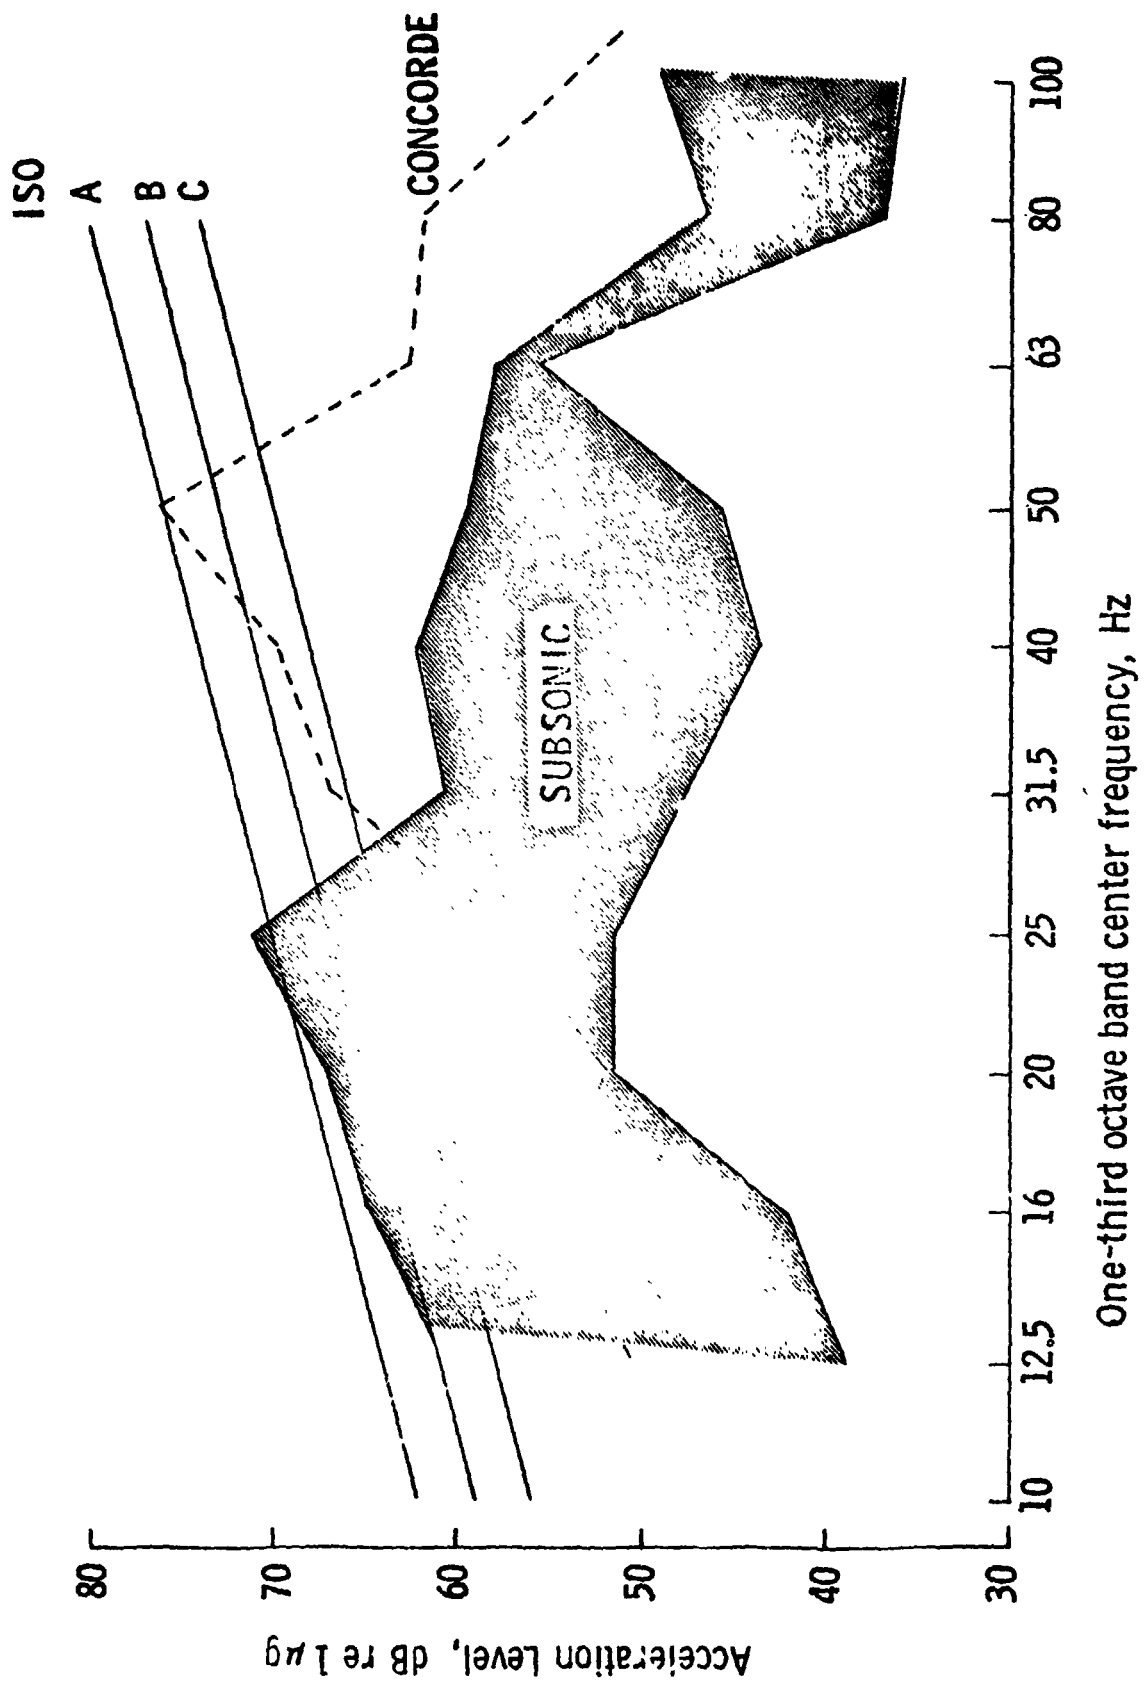 ISO
A
B
C
CONCORDE
SUBSONIC
80
70
60
50
40
30
Acceleration Level, dB re 1 μg
10
12.5
16
20
25
31.5
40
50
63
80
100
One-third octave band center frequency, Hz